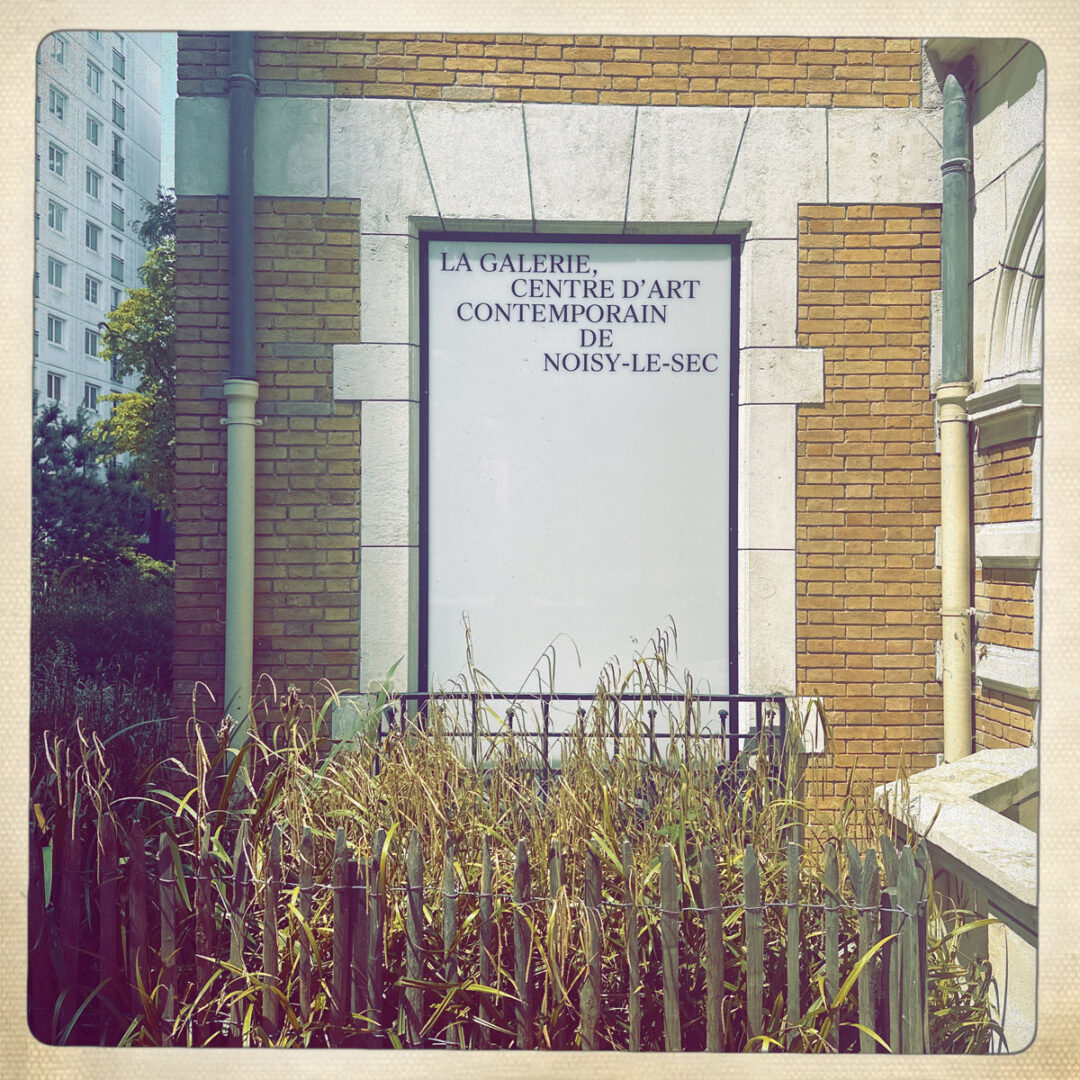 LA GALERIE,
CENTRE D’ART
CONTEMPORAIN
DE
NOISY-LE-SEC